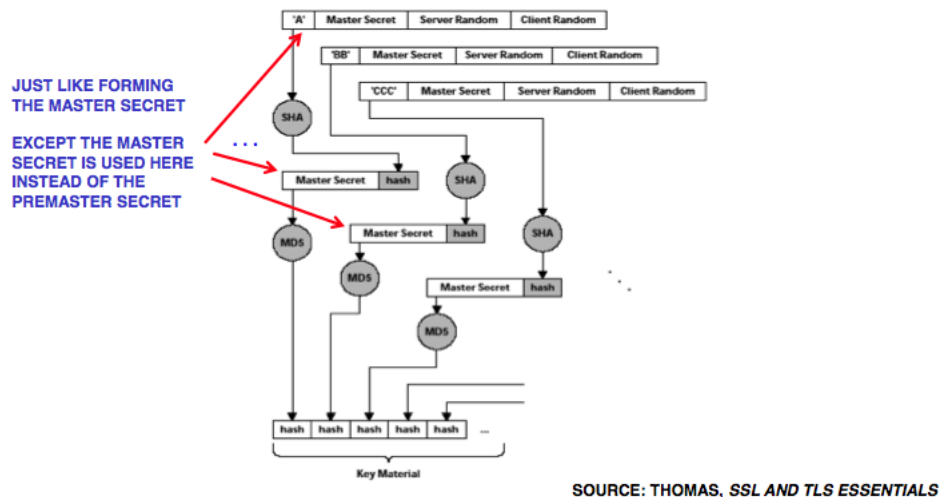 'A' Master Secret Server Random Client Random
'BB' Master Secret Server Random Client Random
JUST LIKE FORMING
THE MASTER SECRET
'CCC' Master Secret Server Random Client Random
SHA
EXCEPT THE MASTER
SECRET IS USED HERE
INSTEAD OF THE
PREMASTER SECRET
...
Master Secret hash
SHA
MD5
Master Secret hash
SHA
MD5
Master Secret hash
MD5
hash hash hash hash hash ...
Key Material
SOURCE: THOMAS, SSL AND TLS ESSENTIALS